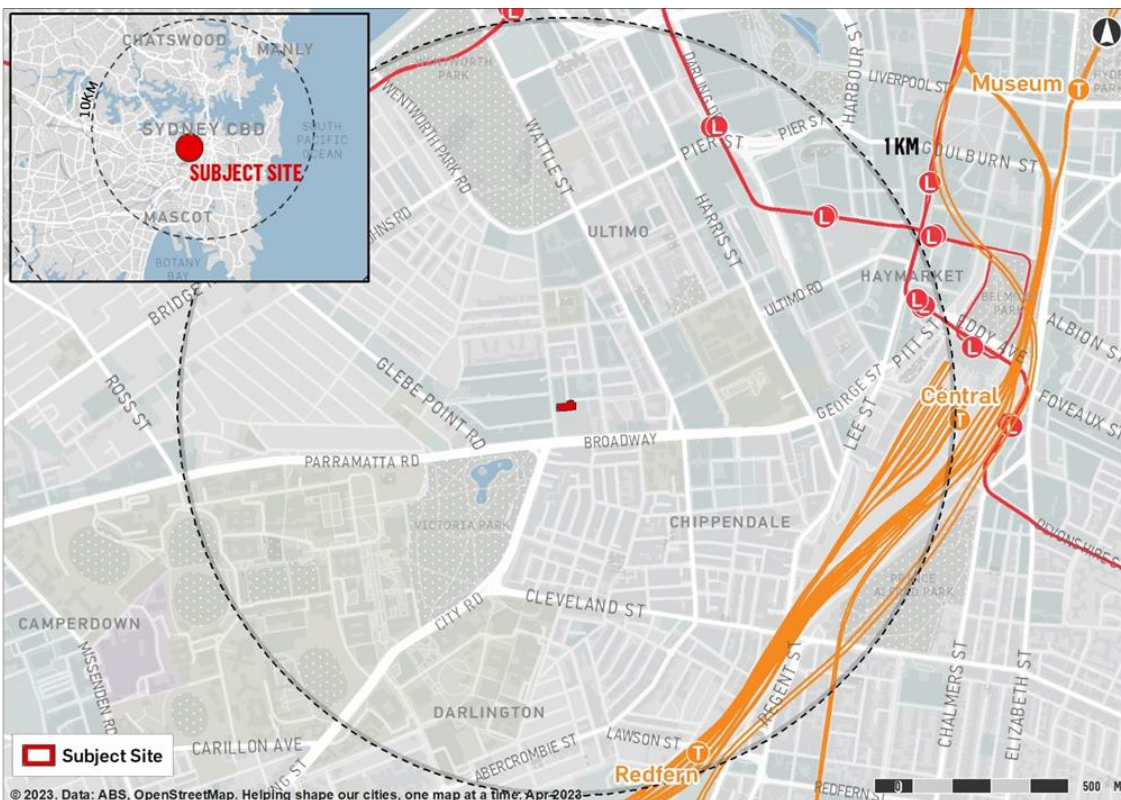 CHATSWOOD
MANLY
10KM
SYDNEY CBD
SOUTH
PACIFIC
OCEAN
SUBJECT SITE
MASCOT
BOTANY
BAY
L
WENTWORTH
PARK
WENTWORTH PARK RD
WATTLE ST
L
PIER ST
PIER ST
HARBOUR ST
LIVERPOOL ST
Museum
T
1 KM
GOULBURN ST
L
HARRIS ST
ULTIMO
L
L
HAYMARKET
ULTIMO RD
L
PITT ST
EDDY AVE
L
ALBION ST
ROSS ST
GLEBE POINT RD
GEORGE ST
LEE ST
Central
T
L
FOVEAUX ST
BROADWAY
PARRAMATTA RD
VICTORIA PARK
CHIPPENDALE
DEVONSHIRE
PRINCE
ALFRED PARK
CITY RD
CLEVELAND ST
CAMPERDOWN
MISSENDEN RD
REGENT ST
CHALMERS ST
ELIZABETH ST
DARLINGTON
CARILLON AVE
ABERCROMBIE ST
LAWSON ST
T
Redfern
REDFERN
Subject Site
0
500 M
© 2023. Data: ABS, OpenStreetMap. Helping shape our cities, one map at a time. Apr-2023